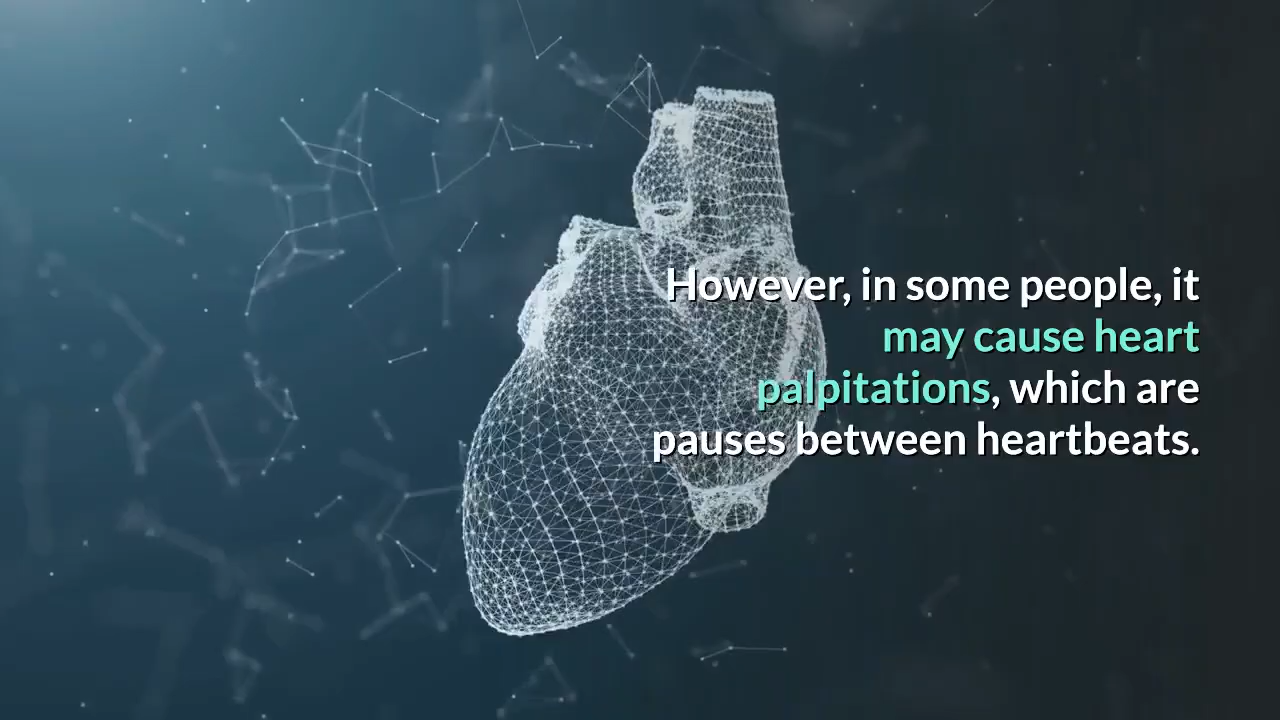 However, in some people, it
may cause heart
palpitations, which are
pauses between heartbeats.